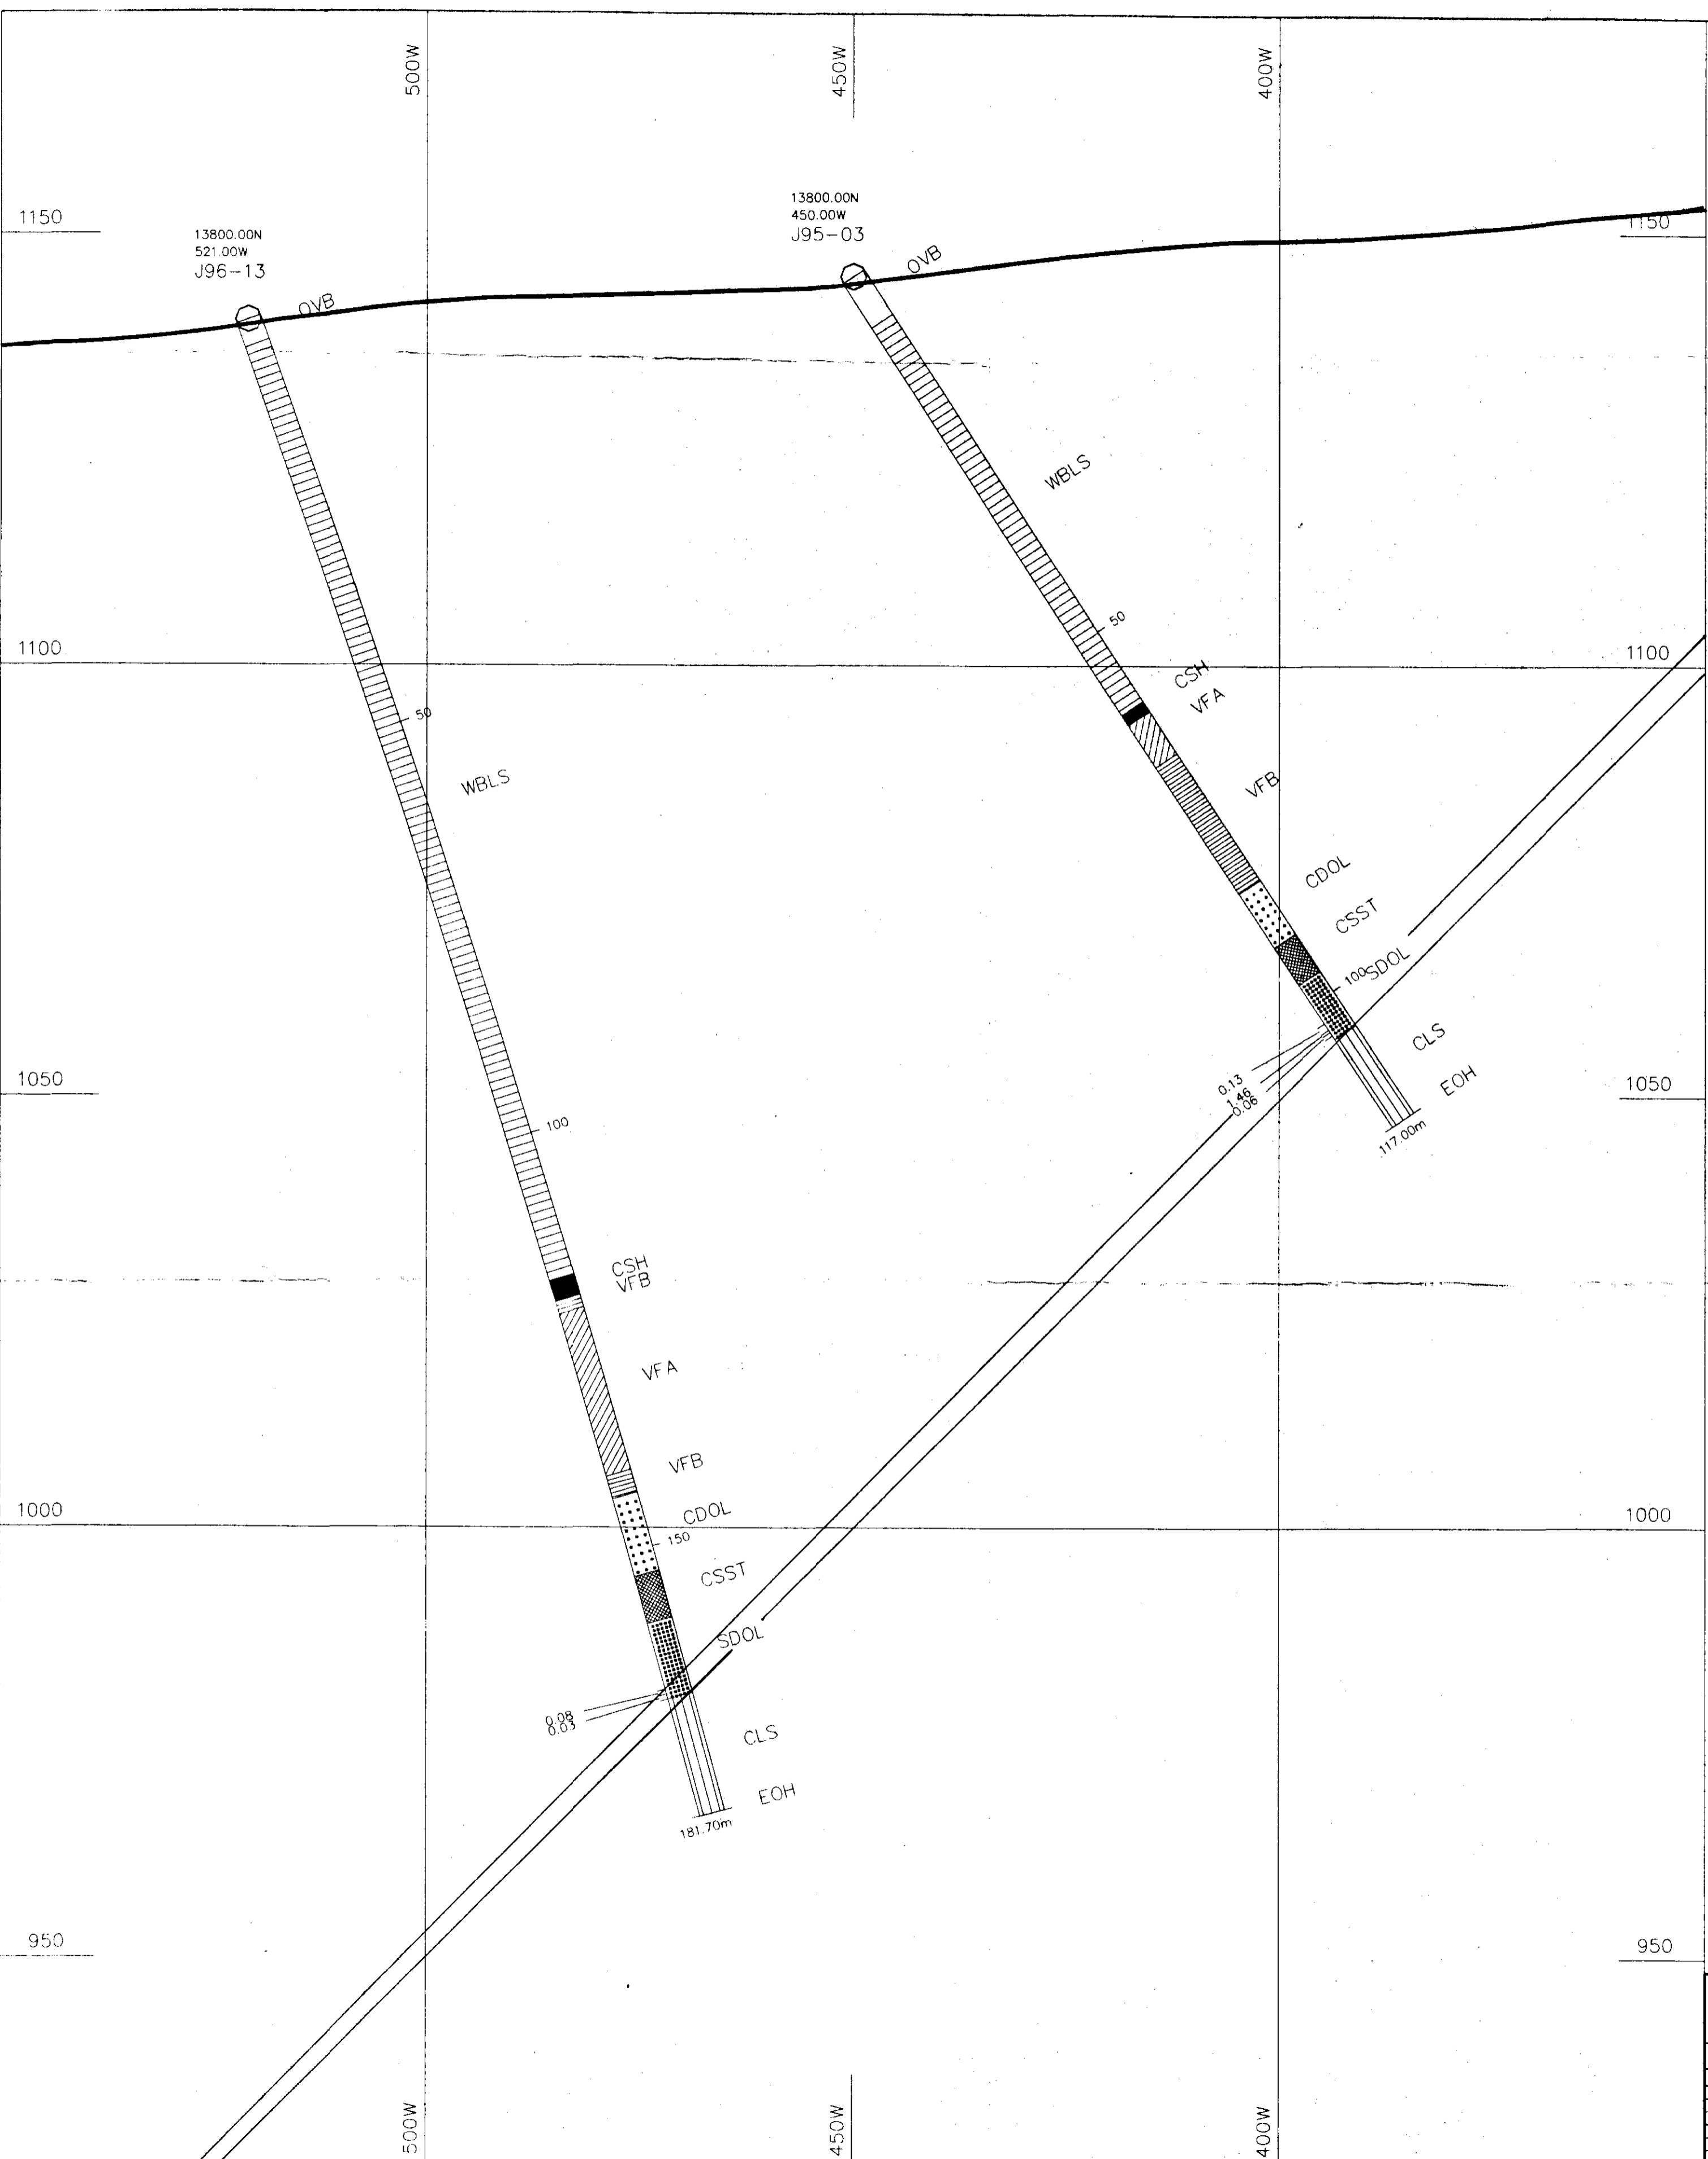 500W
450W
400W
13800.00N
450.00W
J95-03
1150
1150
13800.00N
521.00W
J96-13
OVB
OVB
WBLS
50
1100
1100
CSH
VFA
50
WBLS
VFB
CDOL
CSST
100
SDOL
CLS
0.13
1.46
0.06
EOH
1050
1050
117.00m
100
CSH
VFB
VFA
VFB
CDOL
1000
1000
150
CSST
SDOL
0.08
0.03
CLS
EOH
181.70m
950
950
500W
450W
400W